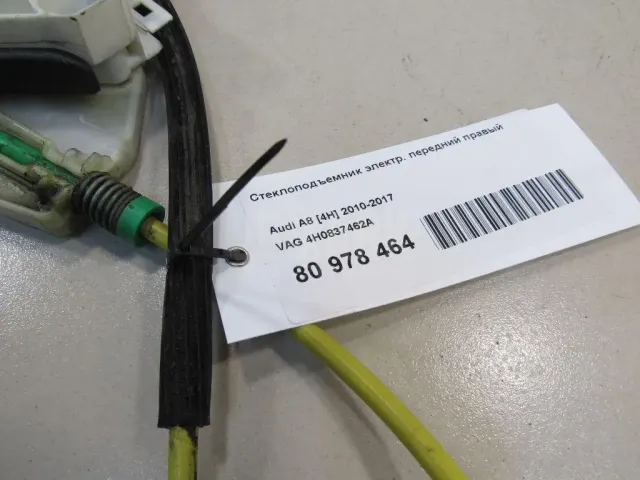 Стеклоподъемник электр. передний правый
Audi A8 [4H] 2010-2017
VAG 4H0837462A
80 978 464